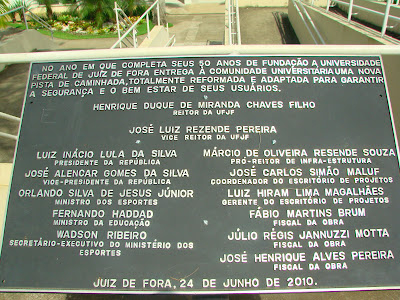 NO ANO EM QUE COMPLETA SEUS 50 ANOS DE FUNDAÇÃO A UNIVERSIDADE
FEDERAL DE JUIZ DE FORA ENTREGA À COMUNIDADE UNIVERSITÁRIA UMA NOVA
PISTA DE CAMINHADA, TOTALMENTE REFORMADA E ADAPTADA PARA GARANTIR
A SEGURANÇA E O BEM ESTAR DE SEUS USUÁRIOS.
HENRIQUE DUQUE DE MIRANDA CHAVES FILHO
REITOR DA UFJF
JOSÉ LUIZ REZENDE PEREIRA
VICE REITOR DA UFJF
LUIZ INÁCIO LULA DA SILVA
PRESIDENTE DA REPÚBLICA
JOSÉ ALENCAR GOMES DA SILVA
VICE-PRESIDENTE DA REPÚBLICA
ORLANDO SILVA DE JESUS JÚNIOR
MINISTRO DOS ESPORTES
FERNANDO HADDAD
MINISTRO DA EDUCAÇÃO
WADSON RIBEIRO
SECRETÁRIO-EXECUTIVO DO MINISTÉRIO DOS
ESPORTES
MÁRCIO DE OLIVEIRA RESENDE SOUZA
PRÓ-REITOR DE INFRA-ESTRUTURA
JOSÉ CARLOS SIMÃO MALUF
COORDENADOR DO ESCRITÓRIO DE PROJETOS
LUIZ HIRAM LIMA MAGALHÃES
GERENTE DO ESCRITÓRIO DE PROJETOS
FÁBIO MARTINS BRUM
FISCAL DA OBRA
JÚLIO RÉGIS JANNUZZI MOTTA
FISCAL DA OBRA
JOSÉ HENRIQUE ALVES PEREIRA
FISCAL DA OBRA
JUIZ DE FORA, 24 DE JUNHO DE 2010.